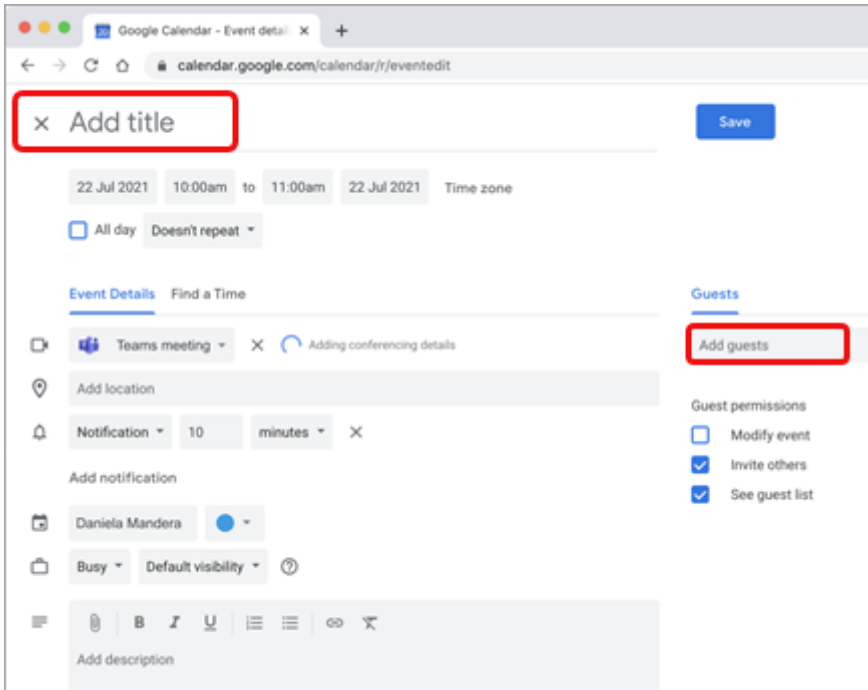 Google Calendar - Event detai
calendar.google.com/calendar/r/eventedit
Add title
Save
22 Jul 2021 10:00am to 11:00am 22 Jul 2021 Time zone
All day Doesn't repeat
Event Details Find a Time
Guests
Teams meeting Adding conferencing details
Add guests
Add location
Guest permissions
Notification 10 minutes
Modify event
Invite others
Add notification
See guest list
Daniela Mandera
Busy Default visibility
B I U
Add description